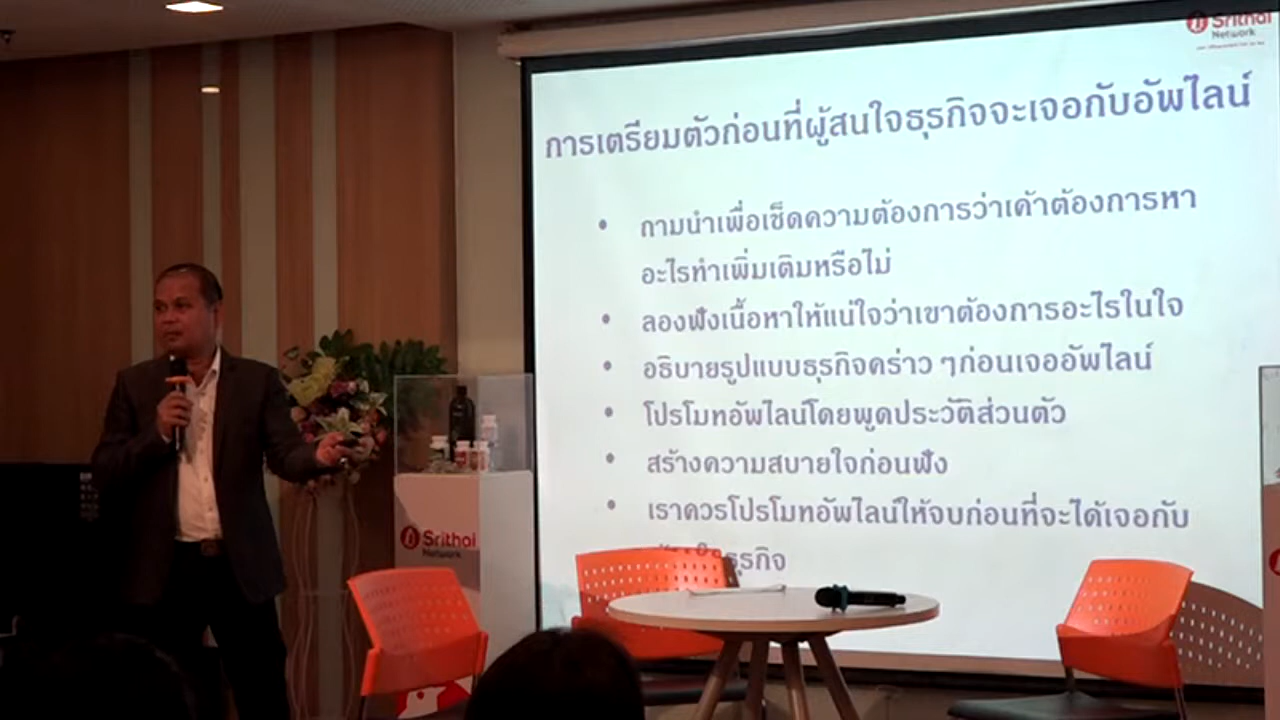 Srithai
Network
การเตรียมตัวก่อนที่ผู้สนใจธุรกิจจะเจอกับอัพไลน์
• ถามนำเพื่อเช็ดความต้องการว่าเค้าต้องการหา
อะไรทำเพิ่มเติมหรือไม่
• ลองฟังเนื้อหาให้แน่ใจว่าเขาต้องการอะไรในใจ
• อธิบายรูปแบบธุรกิจคร่าว ๆก่อนเจออัพไลน์
• โปรโมทอัพไลน์โดยพูดประวัติส่วนตัว
• สร้างความสบายใจก่อนฟัง
• เราควรโปรโมทอัพไลน์ให้จบก่อนที่จะได้เจอกับ
ธุรกิจ
Srithai
Network